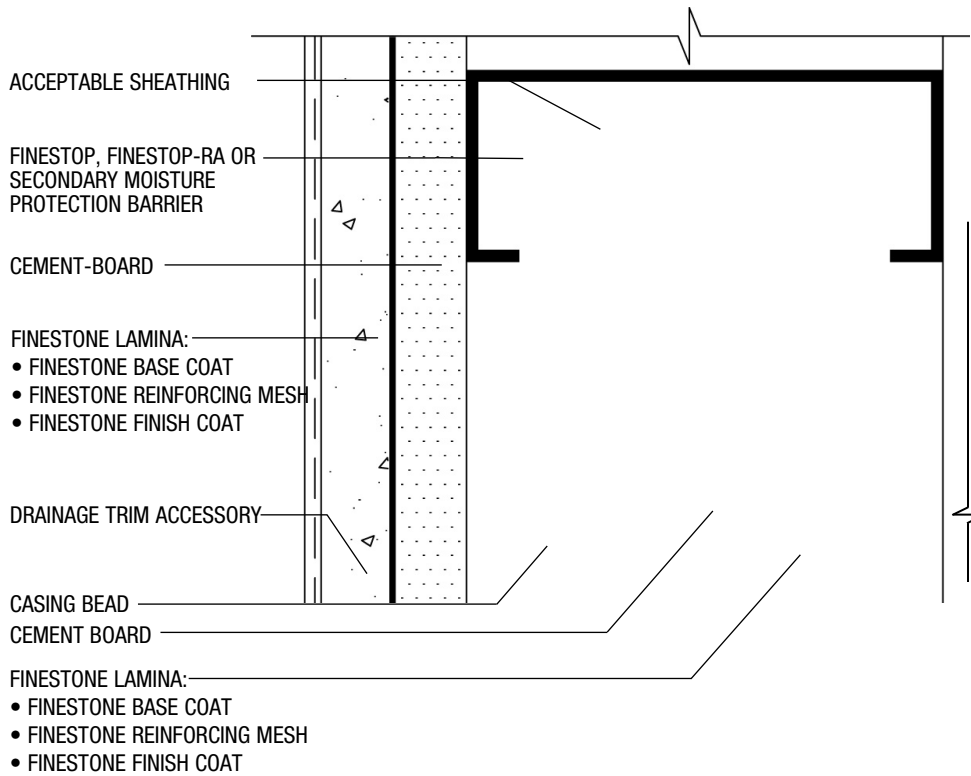 ACCEPTABLE SHEATHING
FINESTOP, FINESTOP-RA OR
SECONDARY MOISTURE
PROTECTION BARRIER
CEMENT-BOARD
FINESTONE LAMINA:
• FINESTONE BASE COAT
• FINESTONE REINFORCING MESH
• FINESTONE FINISH COAT
DRAINAGE TRIM ACCESSORY
CASING BEAD
CEMENT BOARD
FINESTONE LAMINA:
• FINESTONE BASE COAT
• FINESTONE REINFORCING MESH
• FINESTONE FINISH COAT